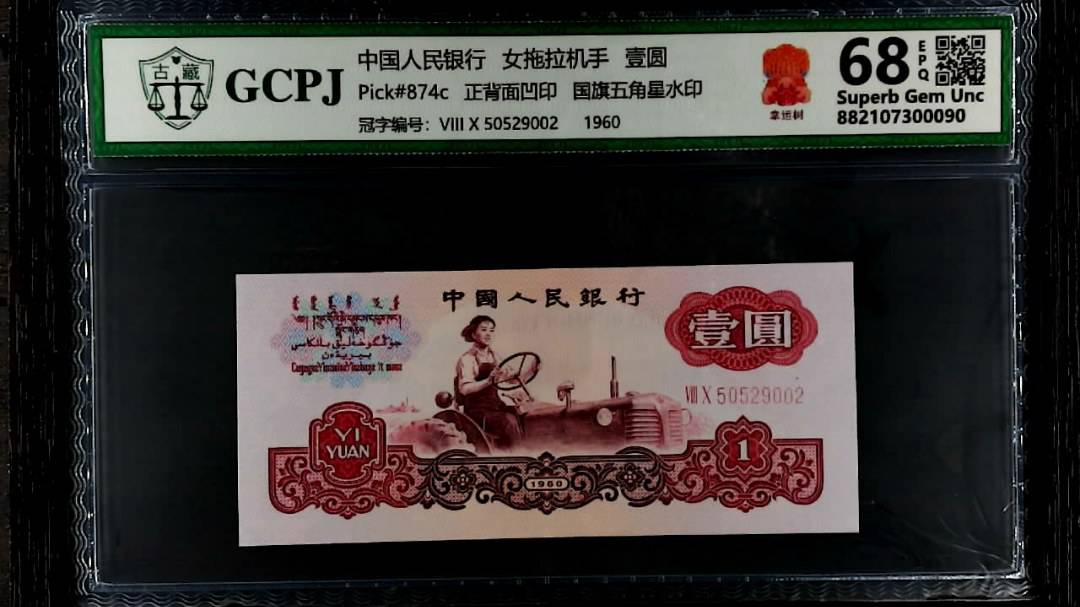 古 藏
GCPJ
中国人民银行 女拖拉机手 壹圆
Pick#874c 正背面凹印 国旗五角星水印
冠字编号：VIII X 50529002 1960
幸运树
68
EPQ
Superb Gem Unc
882107300090
中國人民銀行
壹圓
VIII X 50529002
YI
YUAN
1960
1